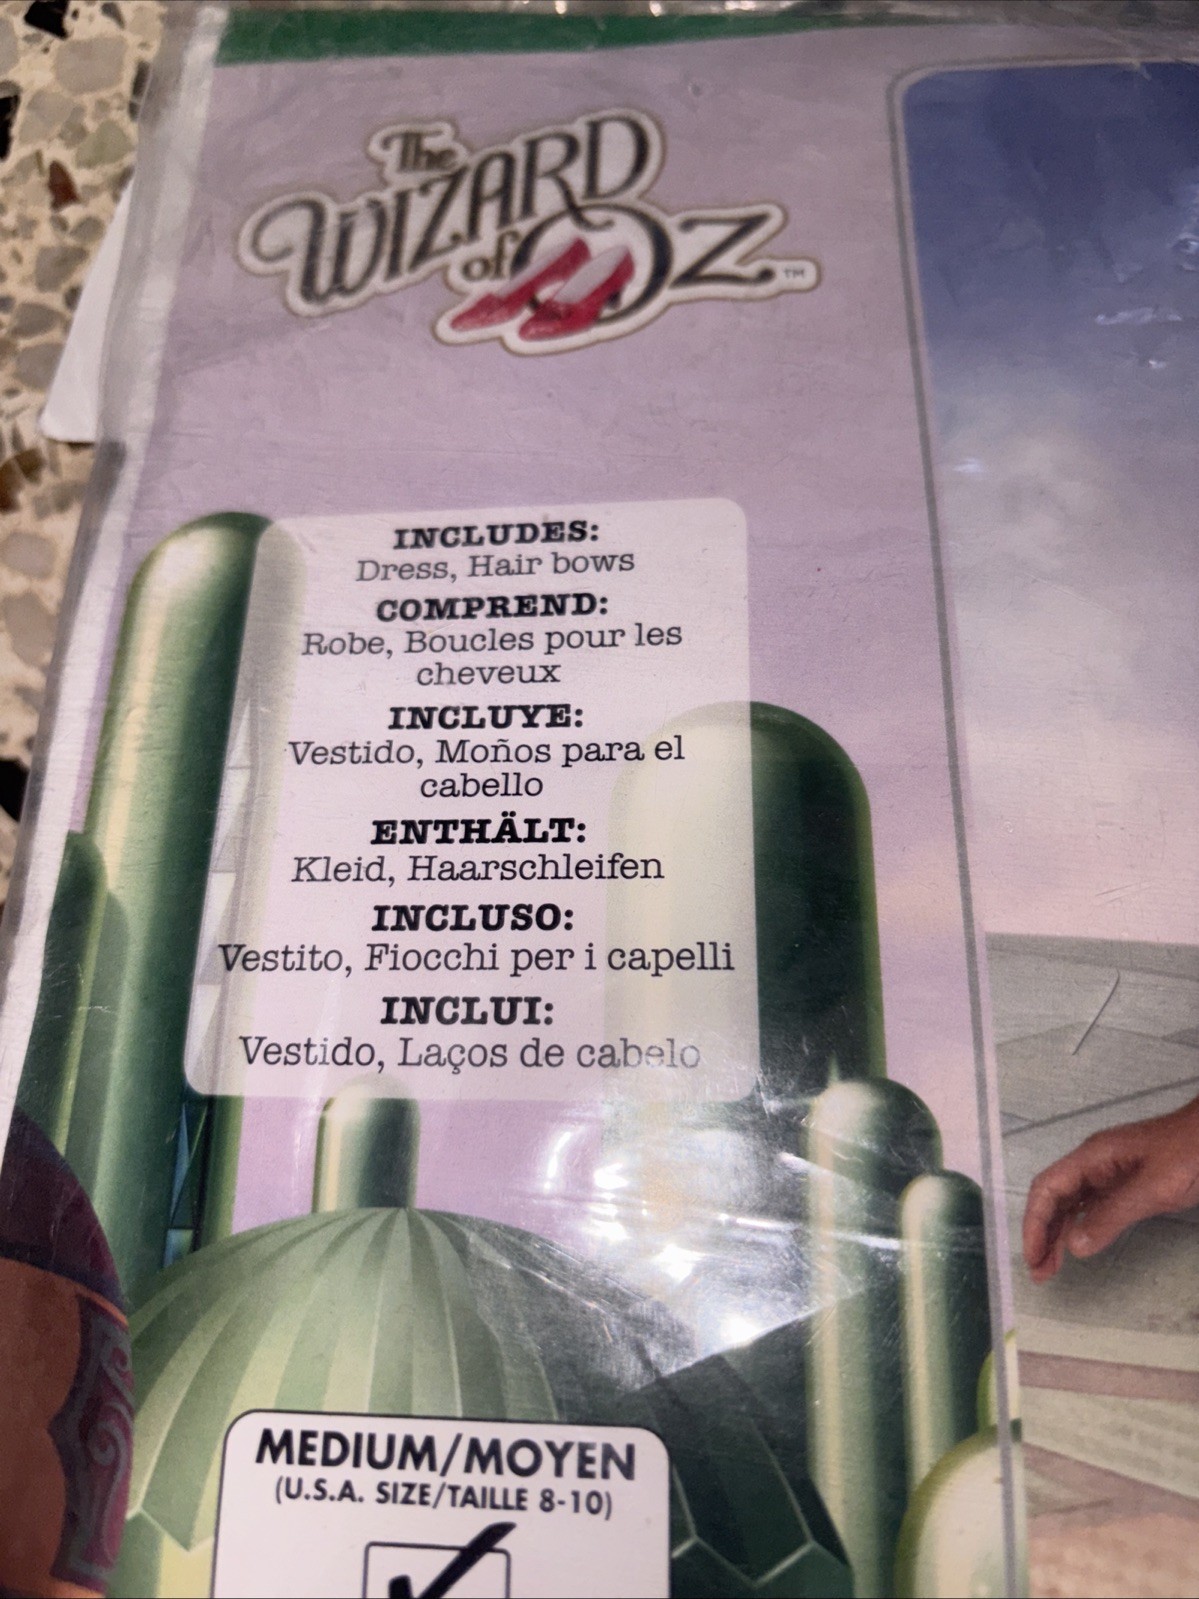 The
WIZARD
of OZ™
INCLUDES:
Dress, Hair bows
COMPREND:
Robe, Boucles pour les
cheveux
INCLUYE:
Vestido, Moños para el
cabello
ENTHÄLT:
Kleid, Haarschleifen
INCLUSO:
Vestito, Fiocchi per i capelli
INCLUI:
Vestido, Laços de cabelo
MEDIUM/MOYEN
(U.S.A. SIZE/TAILLE 8-10)